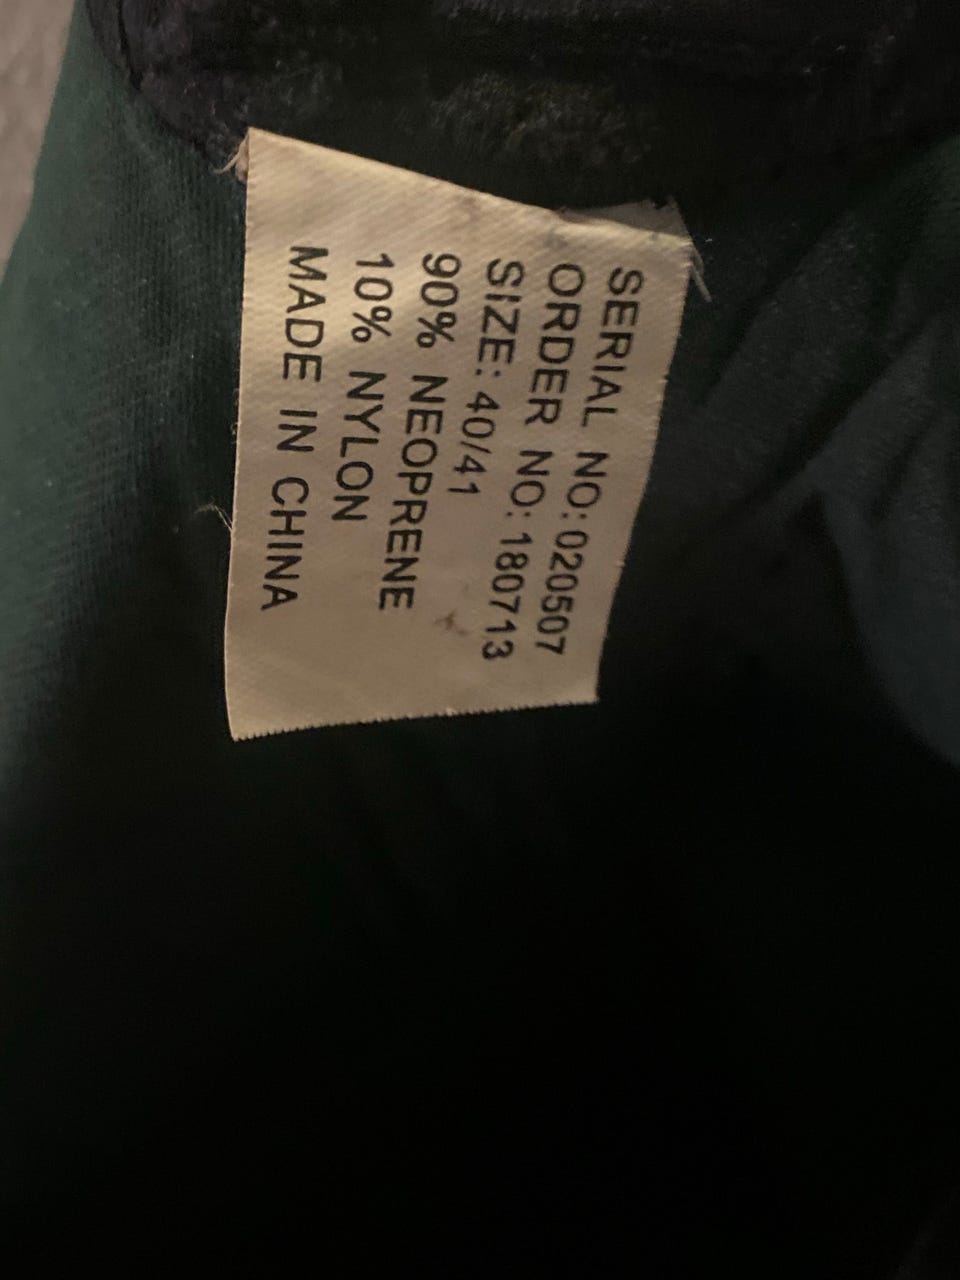 SERIAL NO:020507
ORDER NO:180713
SIZE: 40/41
90% NEOPRENE
10% NYLON
MADE IN CHINA